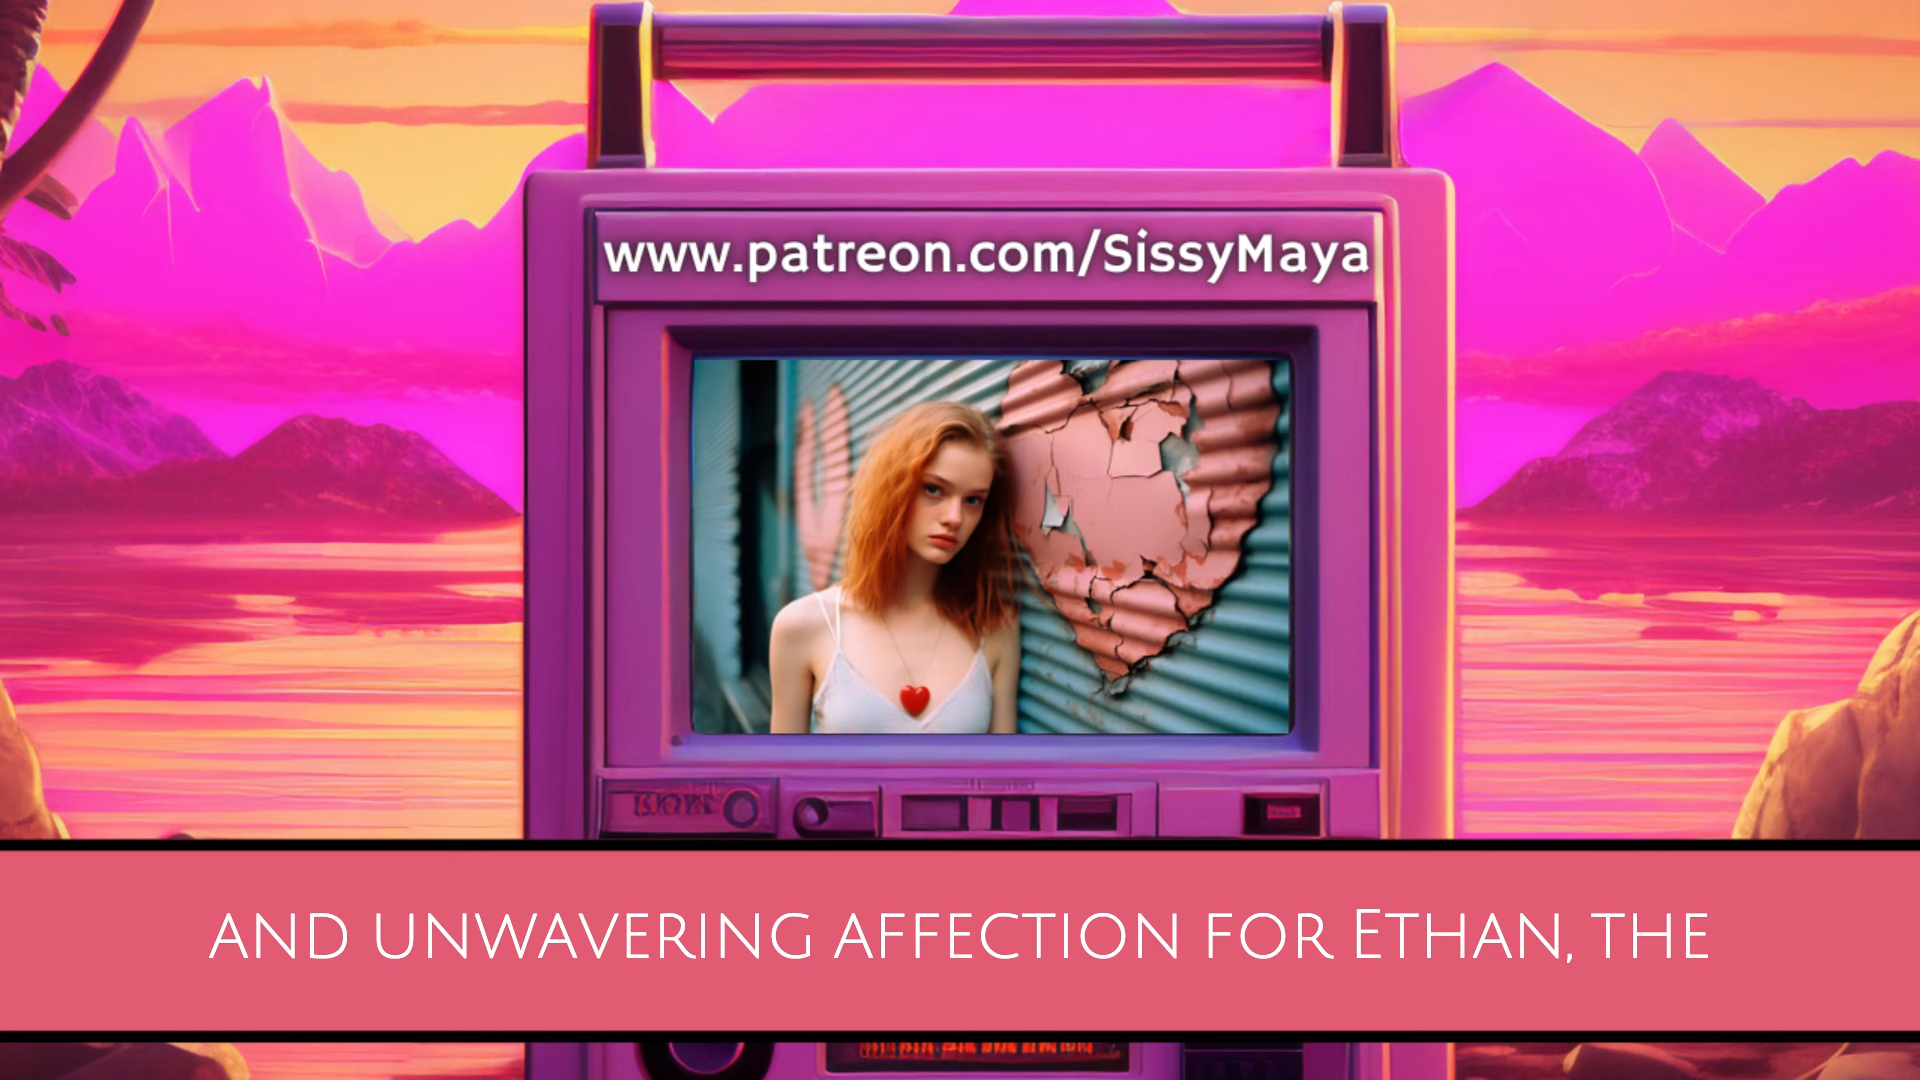 www.patreon.com/SissyMaya
AND UNWAVERING AFFECTION FOR ETHAN, THE